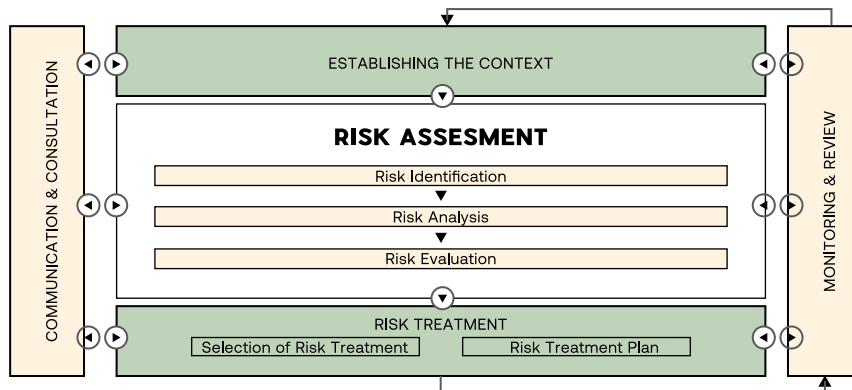 ESTABLISHING THE CONTEXT
COMMUNICATION & CONSULTATION
RISK ASSESMENT
Risk Identification
Risk Analysis
Risk Evaluation
MONITORING & REVIEW
RISK TREATMENT
Selection of Risk Treatment
Risk Treatment Plan